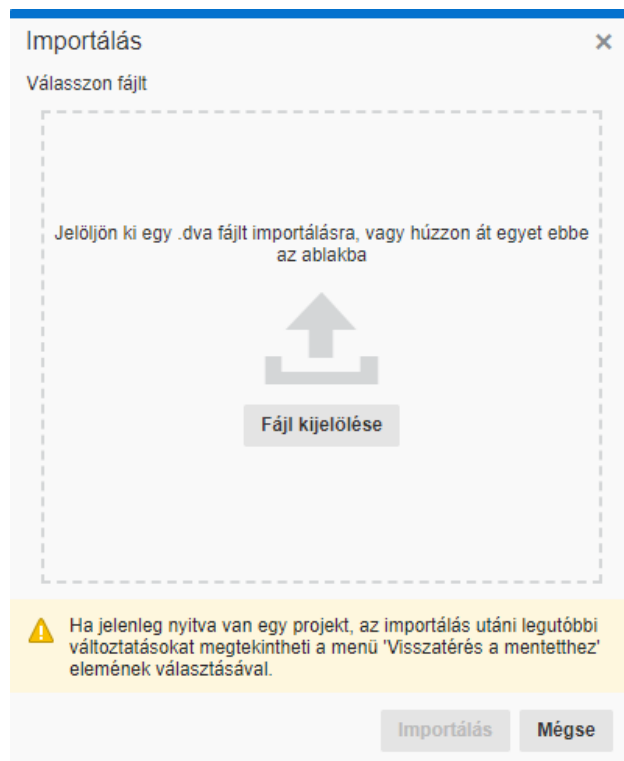 Importálás
Válasszon fájlt
Jelöljön ki egy .dva fájlt importálásra, vagy húzzon át egyet ebbe
az ablakba
Fájl kijelölése
Ha jelenleg nyitva van egy projekt, az importálás utáni legutóbbi
változtatásokat megtekintheti a menü 'Visszatérés a mentetthez'
elemének választásával.
Importálás Mégse